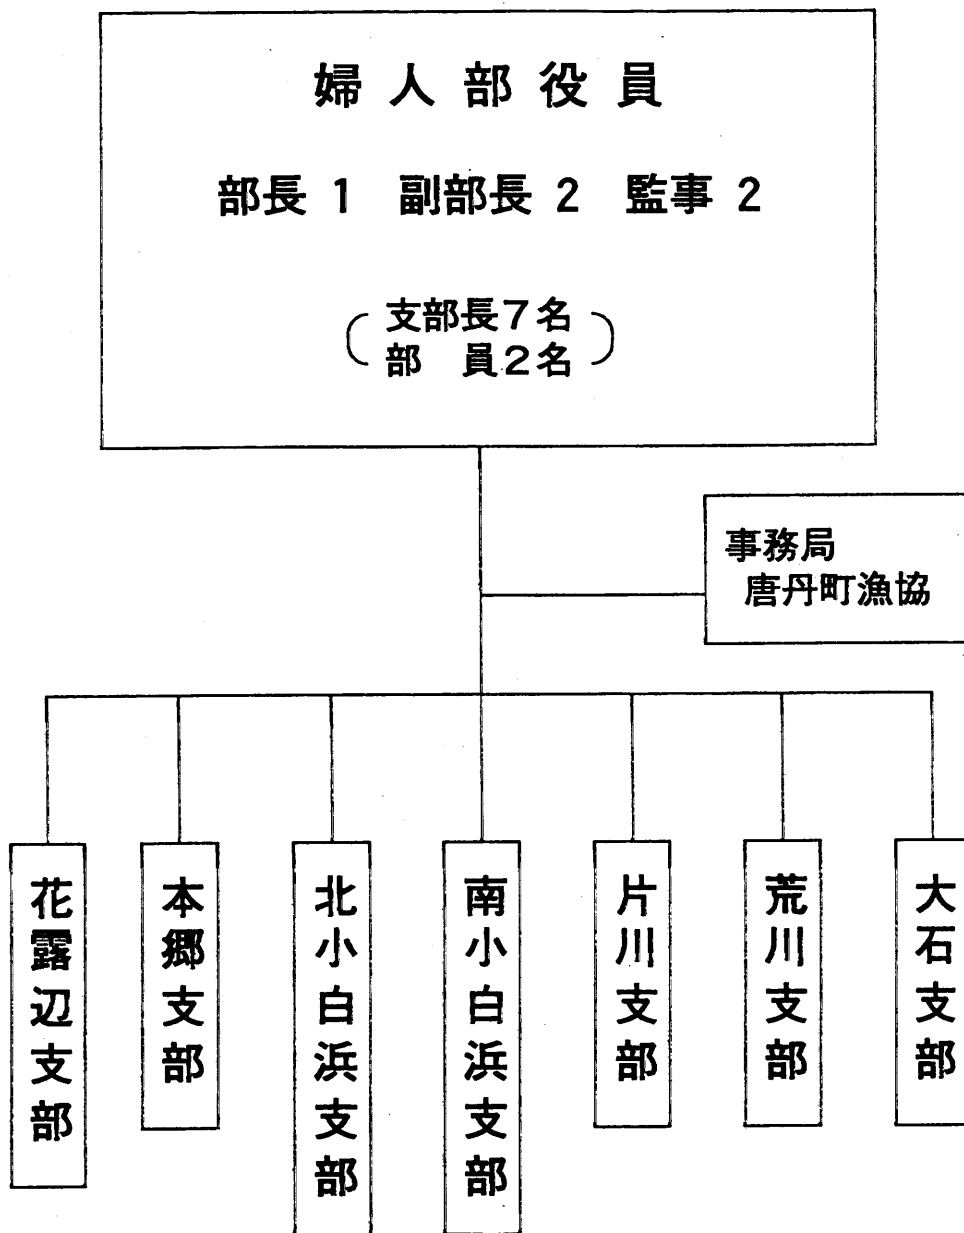 婦人部役員
部長 1 副部長 2 監事 2
支部長7名
部 員2名
事務局
唐丹町漁協
花露辺支部
本郷支部
北小白浜支部
南小白浜支部
片川支部
荒川支部
大石支部